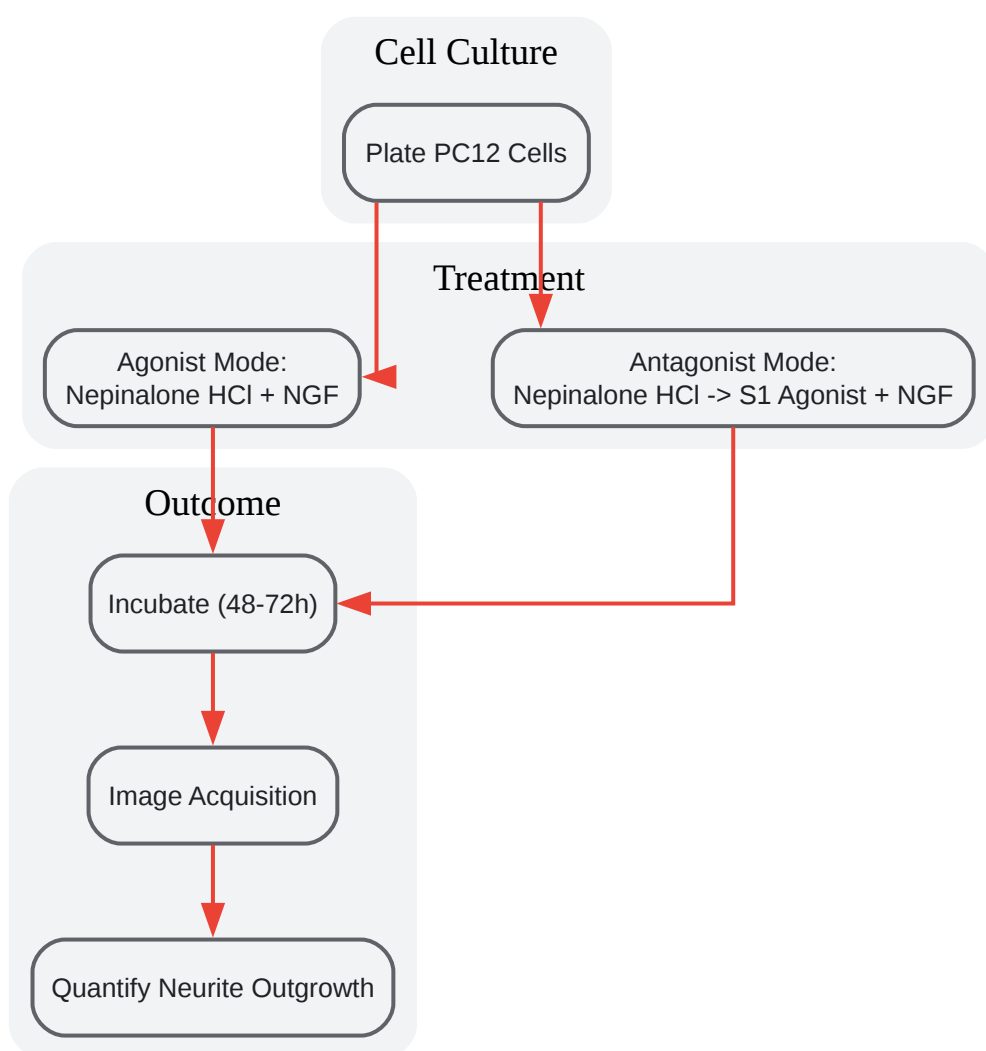 Cell Culture
Plate PC12 Cells
Treatment
Agonist Mode:
Nepinalone HCl + NGF
Antagonist Mode:
Nepinalone HCl -> S1 Agonist + NGF
Outcome
Incubate (48-72h)
Image Acquisition
Quantify Neurite Outgrowth